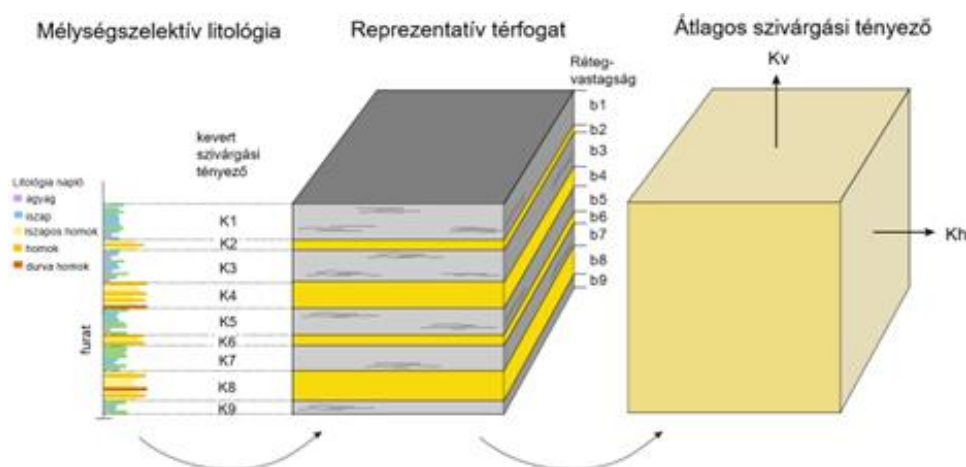 Mélységszelektív litológia
Reprezentatív térfogat
Átlagos szivárgási tényező
Réteg-
vastagság
kevert
szivárgási
tényező
Litológia napló
agyag
iszap
iszapos homok
homok
durva homok
furat
K1
K2
K3
K4
K5
K6
K7
K8
K9
b1
b2
b3
b4
b5
b6
b7
b8
b9
Kv
Kh